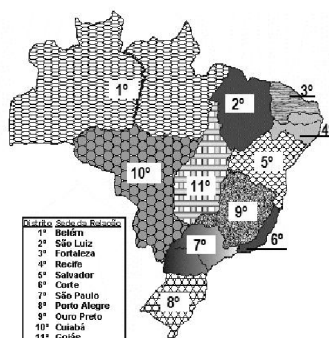 1º
2º
3º
4
5º
6º
7º
8º
9º
10º
11º
Distrito Sede da Relação
1º Belém
2º São Luiz
3º Fortaleza
4º Recife
5º Salvador
6º Corte
7º São Paulo
8º Porto Alegre
9º Ouro Preto
10º Cuiabá
11º Goiás